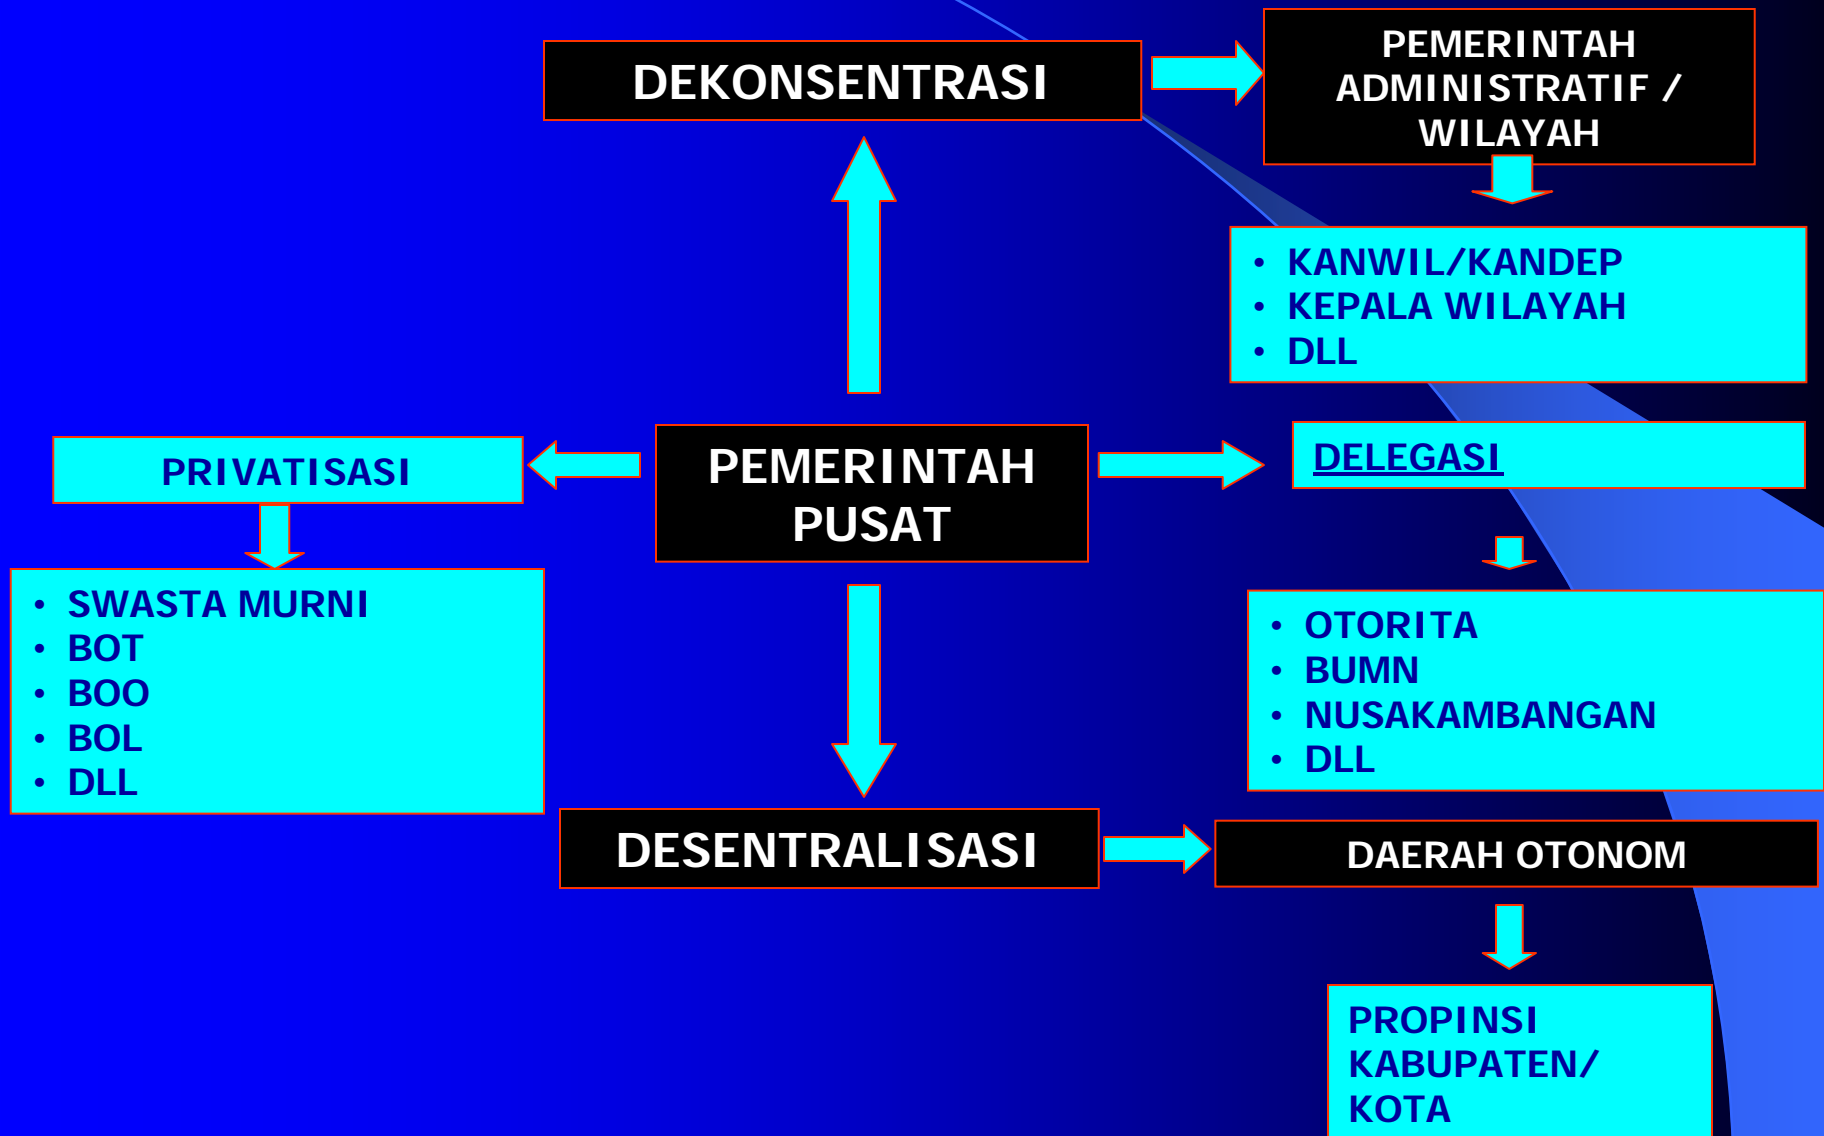 DEKONSENTRASI
PEMERINTAH
ADMINISTRATIF /
WILAYAH
• KANWIL/KANDEP
• KEPALA WILAYAH
• DLL
PRIVATISASI
PEMERINTAH
PUSAT
DELEGASI
• SWASTA MURNI
• BOT
• BOO
• BOL
• DLL
• OTORITA
• BUMN
• NUSAKAMBANGAN
• DLL
DESENTRALISASI
DAERAH OTONOM
PROPINSI
KABUPATEN/
KOTA